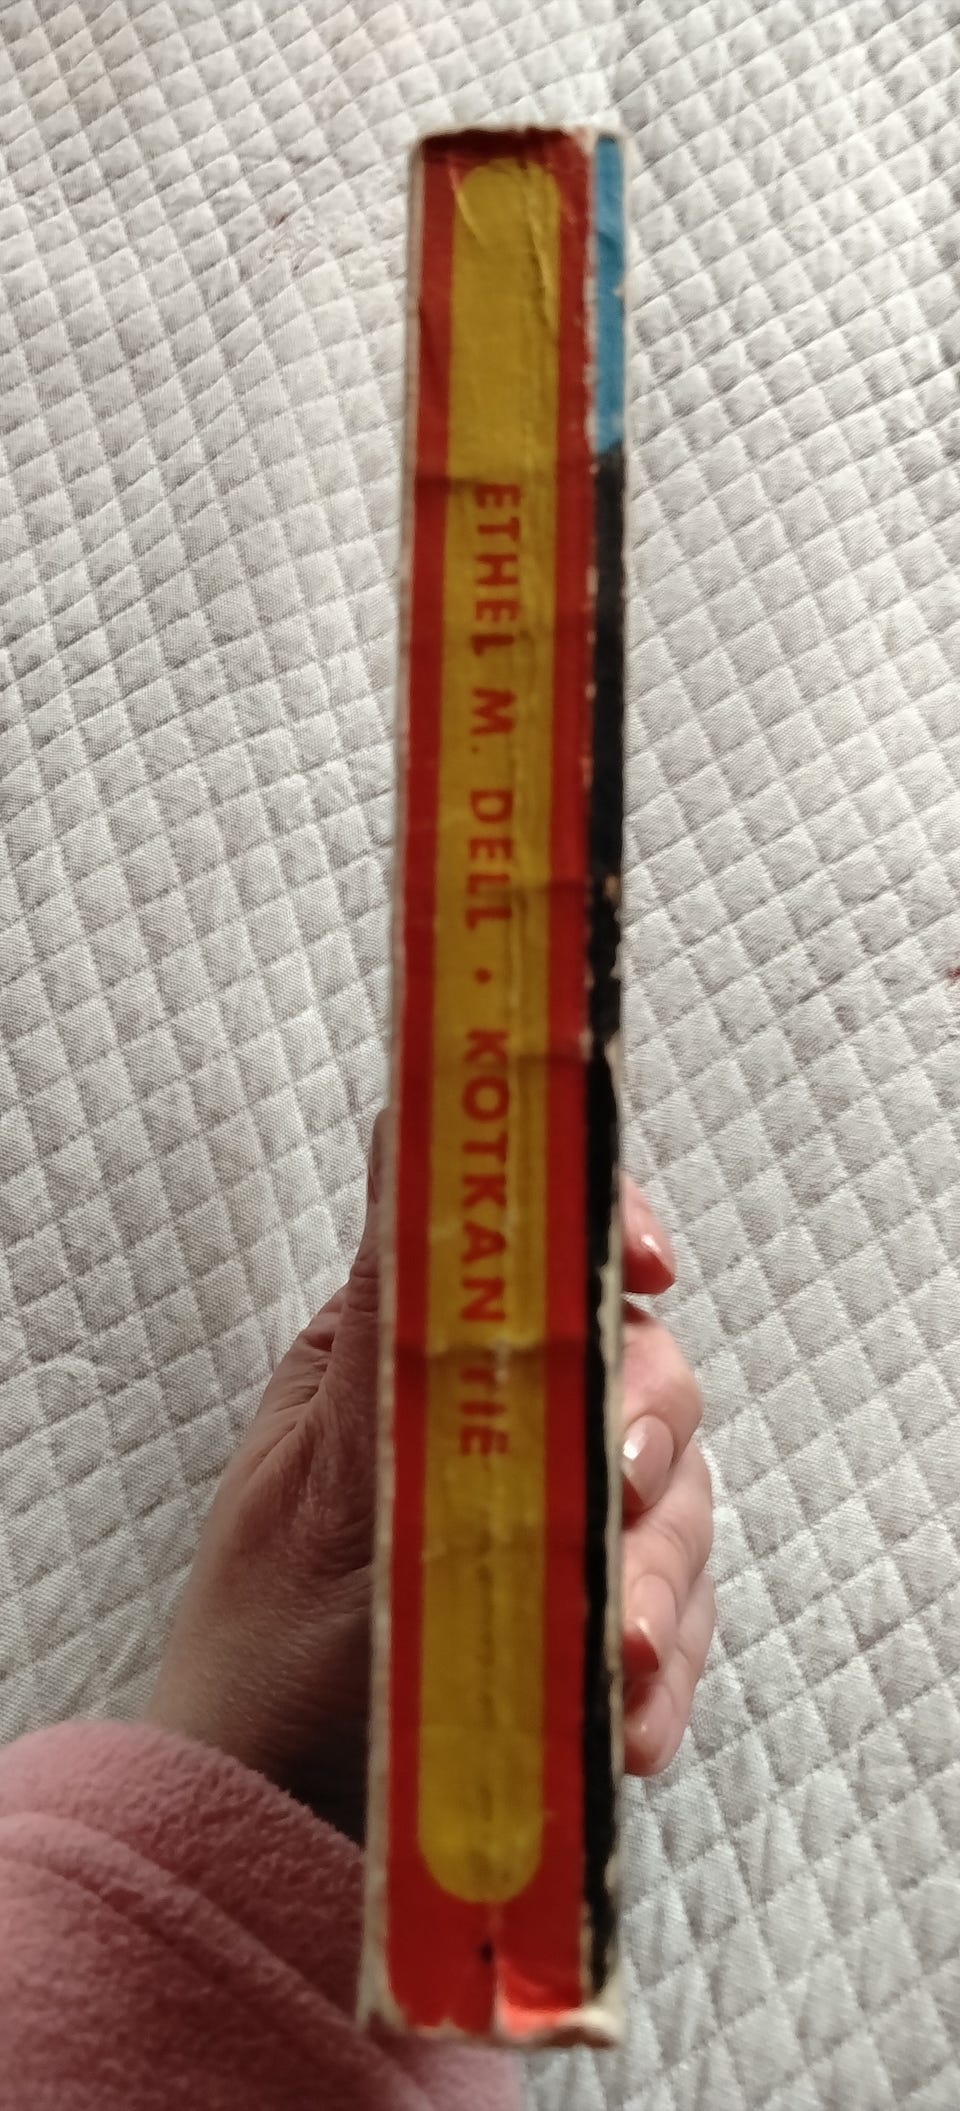 ETHEL M. DELL • KOTKAN TIE